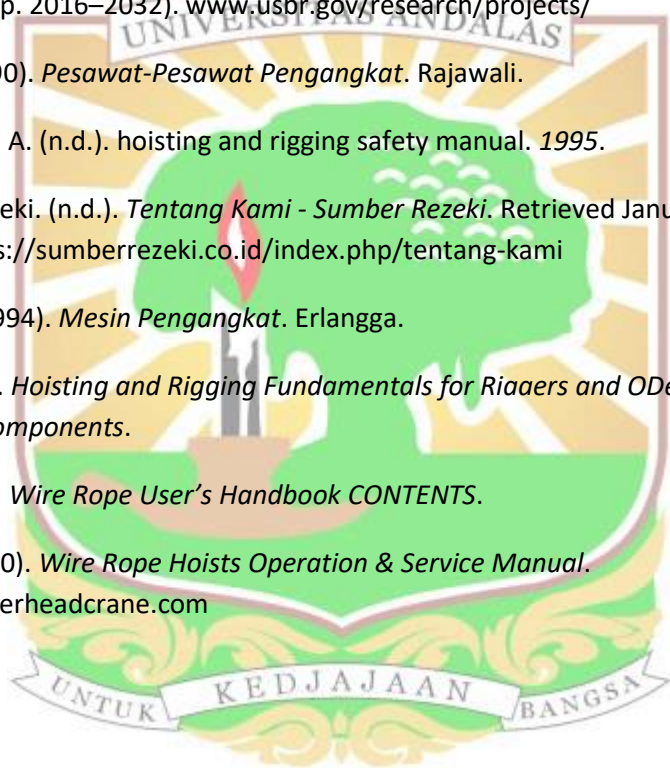 p. 2016–2032). www.usbr.gov/research/projects/
UNIVERSITAS ANDALAS
0). Pesawat-Pesawat Pengangkat. Rajawali.
A. (n.d.). hoisting and rigging safety manual. 1995.
eki. (n.d.). Tentang Kami - Sumber Rezeki. Retrieved Janu
s://sumberrezeki.co.id/index.php/tentang-kami
994). Mesin Pengangkat. Erlangga.
. Hoisting and Rigging Fundamentals for Riaaers and ODe
omponents.
Wire Rope User’s Handbook CONTENTS.
0). Wire Rope Hoists Operation & Service Manual.
erheadcrane.com
UNTUK KEDJAJAAN BANGSA